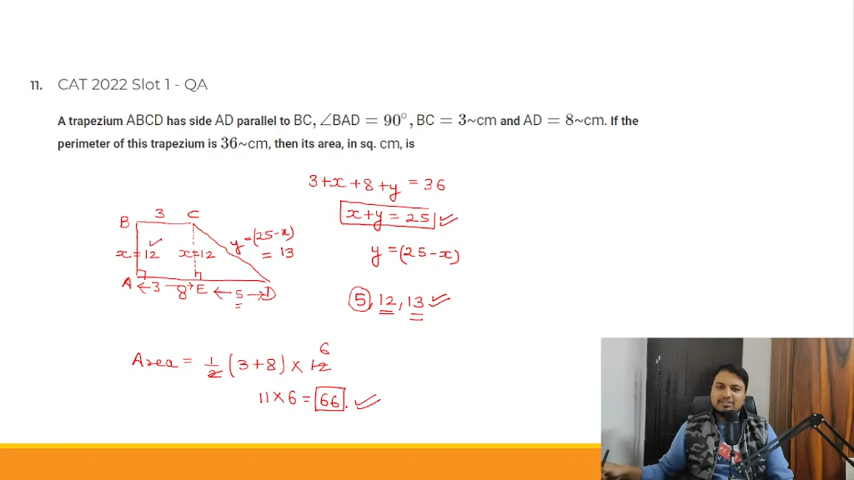 11. CAT 2022 Slot 1 - QA
A trapezium ABCD has side AD parallel to BC, ∠BAD = 90°, BC = 3~cm and AD = 8~cm. If the
perimeter of this trapezium is 36~cm, then its area, in sq. cm, is
3+x+8+y = 36
x+y = 25 ✓
y = (25-x)
5, 12, 13 ✓
B 3 C
x=12 ✓ x=12 y=(25-x)
= 13
A ←3 8→ E ←5→ D
Area = 1/2 (3+8) × 12 6
11×6 = 66. ✓